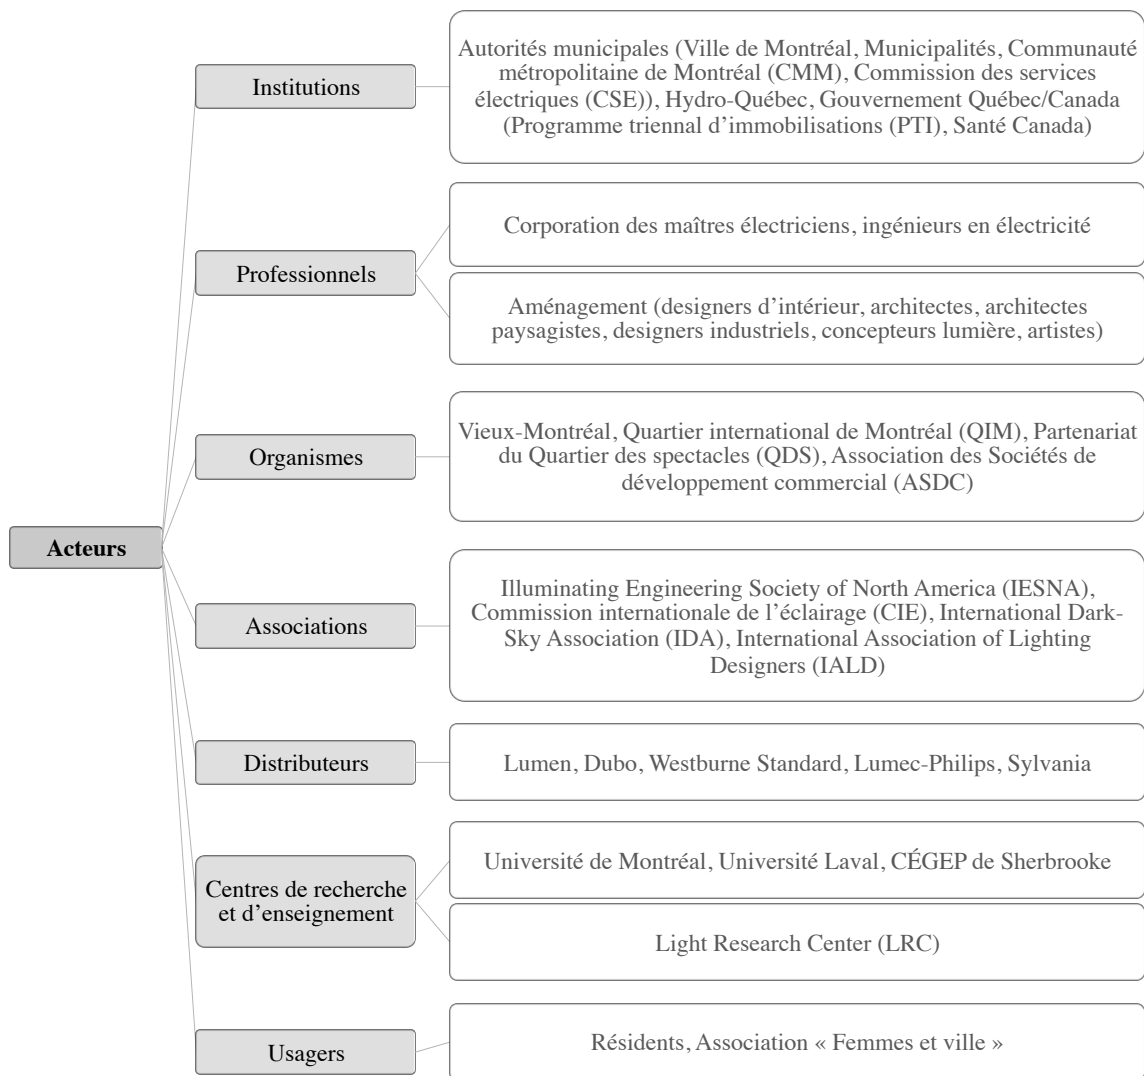 Acteurs
Institutions
Autorités municipales (Ville de Montréal, Municipalités, Communauté
métropolitaine de Montréal (CMM), Commission des services
électriques (CSE)), Hydro-Québec, Gouvernement Québec/Canada
(Programme triennal d’immobilisations (PTI), Santé Canada)
Professionnels
Corporation des maîtres électriciens, ingénieurs en électricité
Aménagement (designers d’intérieur, architectes, architectes
paysagistes, designers industriels, concepteurs lumière, artistes)
Organismes
Vieux-Montréal, Quartier international de Montréal (QIM), Partenariat
du Quartier des spectacles (QDS), Association des Sociétés de
développement commercial (ASDC)
Associations
Illuminating Engineering Society of North America (IESNA),
Commission internationale de l’éclairage (CIE), International Dark-
Sky Association (IDA), International Association of Lighting
Designers (IALD)
Distributeurs
Lumen, Dubo, Westburne Standard, Lumec-Philips, Sylvania
Centres de recherche
et d’enseignement
Université de Montréal, Université Laval, CÉGEP de Sherbrooke
Light Research Center (LRC)
Usagers
Résidents, Association « Femmes et ville »